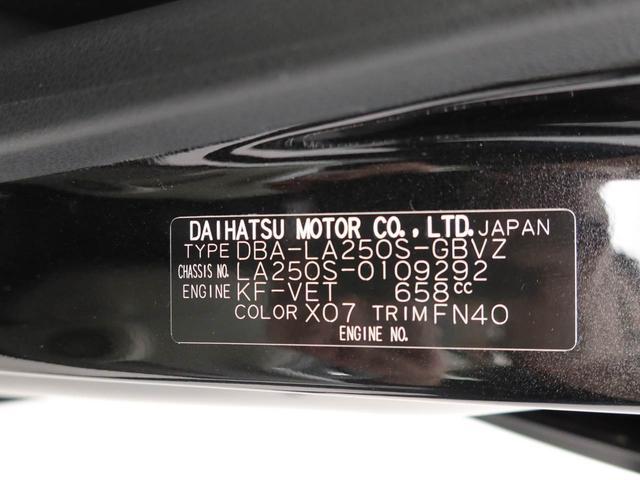 DAIHATSU MOTOR CO., LTD. JAPAN
TYPE DBA-LA250S-GBVZ
CHASSIS NO. LA250S-0109292
ENGINE KF-VET 658cc
COLOR X07 TRIM FN40
ENGINE NO.